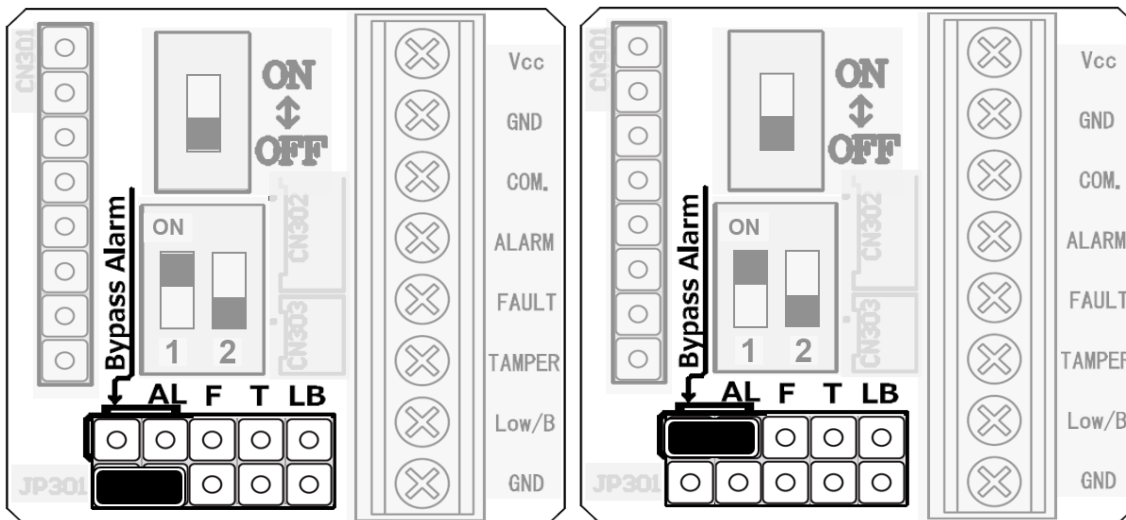 CN301
ON
OFF
Vcc
GND
COM.
ALARM
FAULT
TAMPER
Low/B
GND
Bypass Alarm
ON
1 2
CN302
CN303
AL F T LB
JP301
CN301
ON
OFF
Vcc
GND
COM.
ALARM
FAULT
TAMPER
Low/B
GND
Bypass Alarm
ON
1 2
CN302
CN303
AL F T LB
JP301